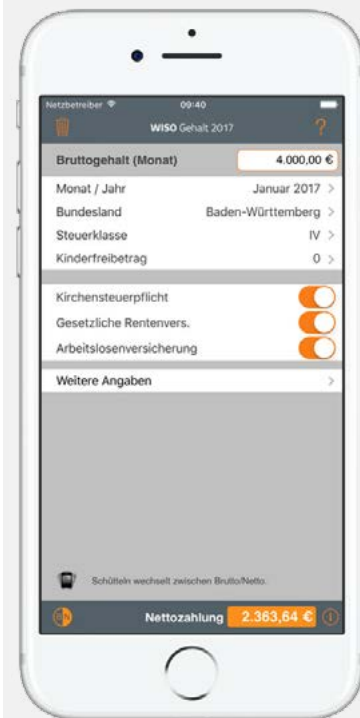 Netzbetreiber 09:40
WISO Gehalt 2017 ?
Bruttogehalt (Monat) 4.000,00 €
Monat / Jahr Januar 2017 >
Bundesland Baden-Württemberg >
Steuerklasse IV >
Kinderfreibetrag 0 >
Kirchensteuerpflicht
Gesetzliche Rentenvers.
Arbeitslosenversicherung
Weitere Angaben >
Schütteln wechselt zwischen Brutto/Netto.
Nettozahlung 2.363,64 € i